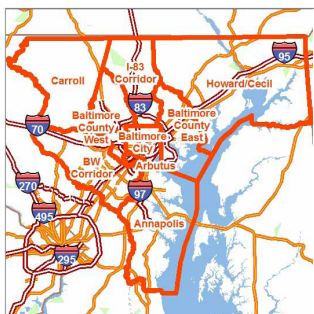 I-83
Corridor
95
Carroll
Howard/Cecil
83
Baltimore
County
East
Baltimore
County
West
70
Baltimore
City
BW
Corridor
Arbutus
270
97
495
Annapolis
295